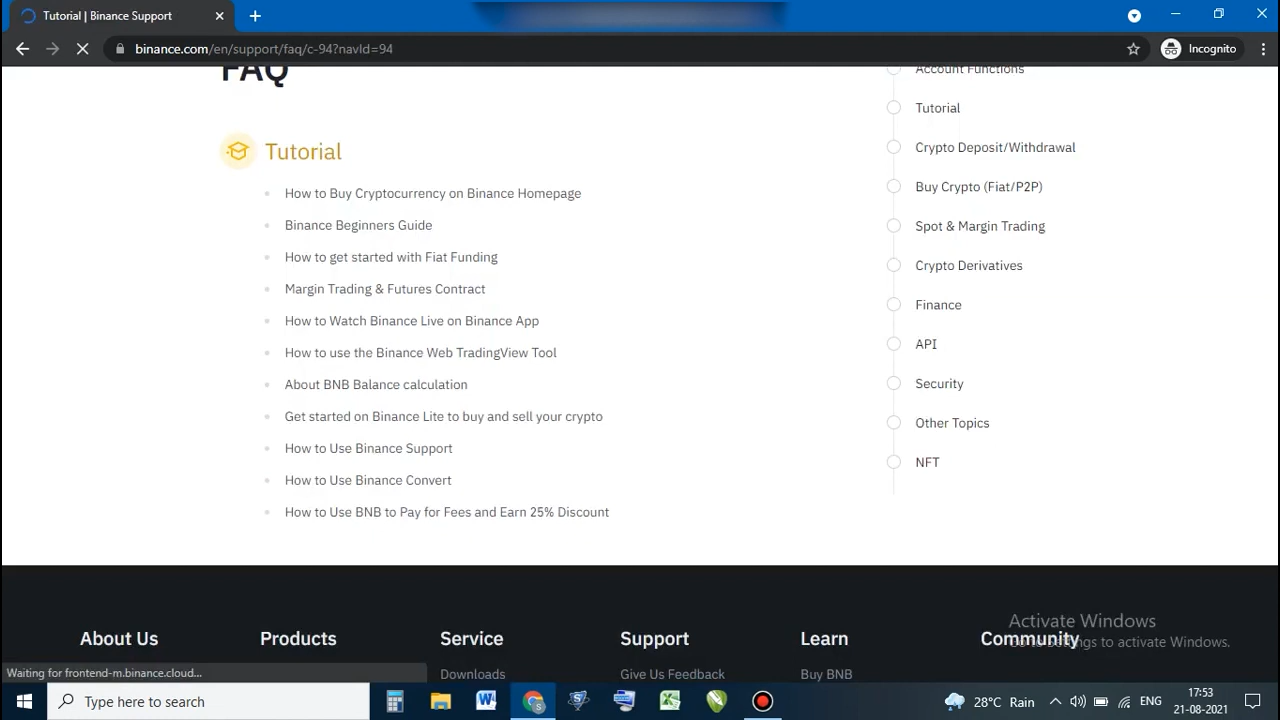 Tutorial | Binance Support
binance.com/en/support/faq/c-94?navId=94
Incognito
FAQ
Tutorial
How to Buy Cryptocurrency on Binance Homepage
Binance Beginners Guide
How to get started with Fiat Funding
Margin Trading & Futures Contract
How to Watch Binance Live on Binance App
How to use the Binance Web TradingView Tool
About BNB Balance calculation
Get started on Binance Lite to buy and sell your crypto
How to Use Binance Support
How to Use Binance Convert
How to Use BNB to Pay for Fees and Earn 25% Discount
Account Functions
Tutorial
Crypto Deposit/Withdrawal
Buy Crypto (Fiat/P2P)
Spot & Margin Trading
Crypto Derivatives
Finance
API
Security
Other Topics
NFT
About Us Products Service Support Learn Community
Downloads Give Us Feedback Buy BNB
Activate Windows
Go to Settings to activate Windows.
Waiting for frontend-m.binance.cloud...
Type here to search
28°C Rain ENG 17:53
21-08-2021